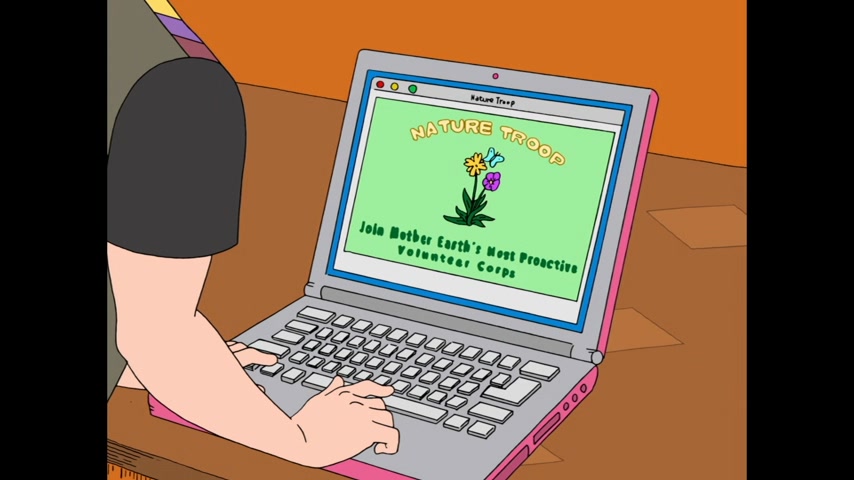 Nature Troop
NATURE TROOP
Join Mother Earth's Most Proactive
Volunteer Corps